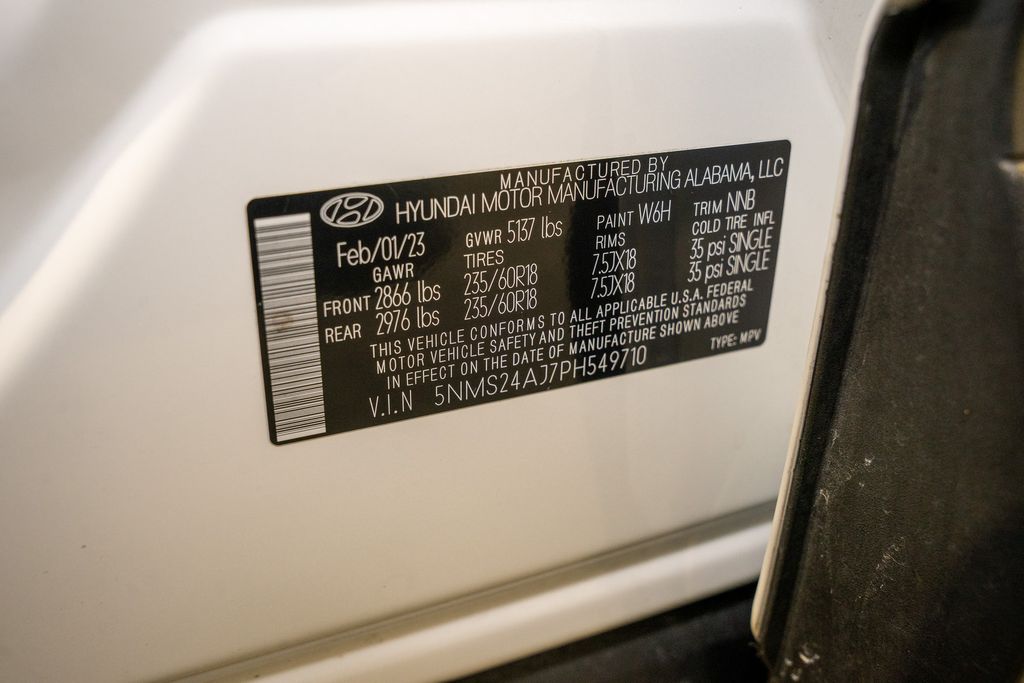 MANUFACTURED BY
HYUNDAI MOTOR MANUFACTURING ALABAMA, LLC
Feb/01/23 GVWR 5137 lbs PAINT W6H TRIM NNB
GAWR TIRES RIMS COLD TIRE INFL
FRONT 2866 lbs 235/60R18 7.5JX18 35 psi SINGLE
REAR 2976 lbs 235/60R18 7.5JX18 35 psi SINGLE
THIS VEHICLE CONFORMS TO ALL APPLICABLE U.S.A. FEDERAL
MOTOR VEHICLE SAFETY AND THEFT PREVENTION STANDARDS
IN EFFECT ON THE DATE OF MANUFACTURE SHOWN ABOVE
V.I.N 5NMS24AJ7PH549710 TYPE: MPV